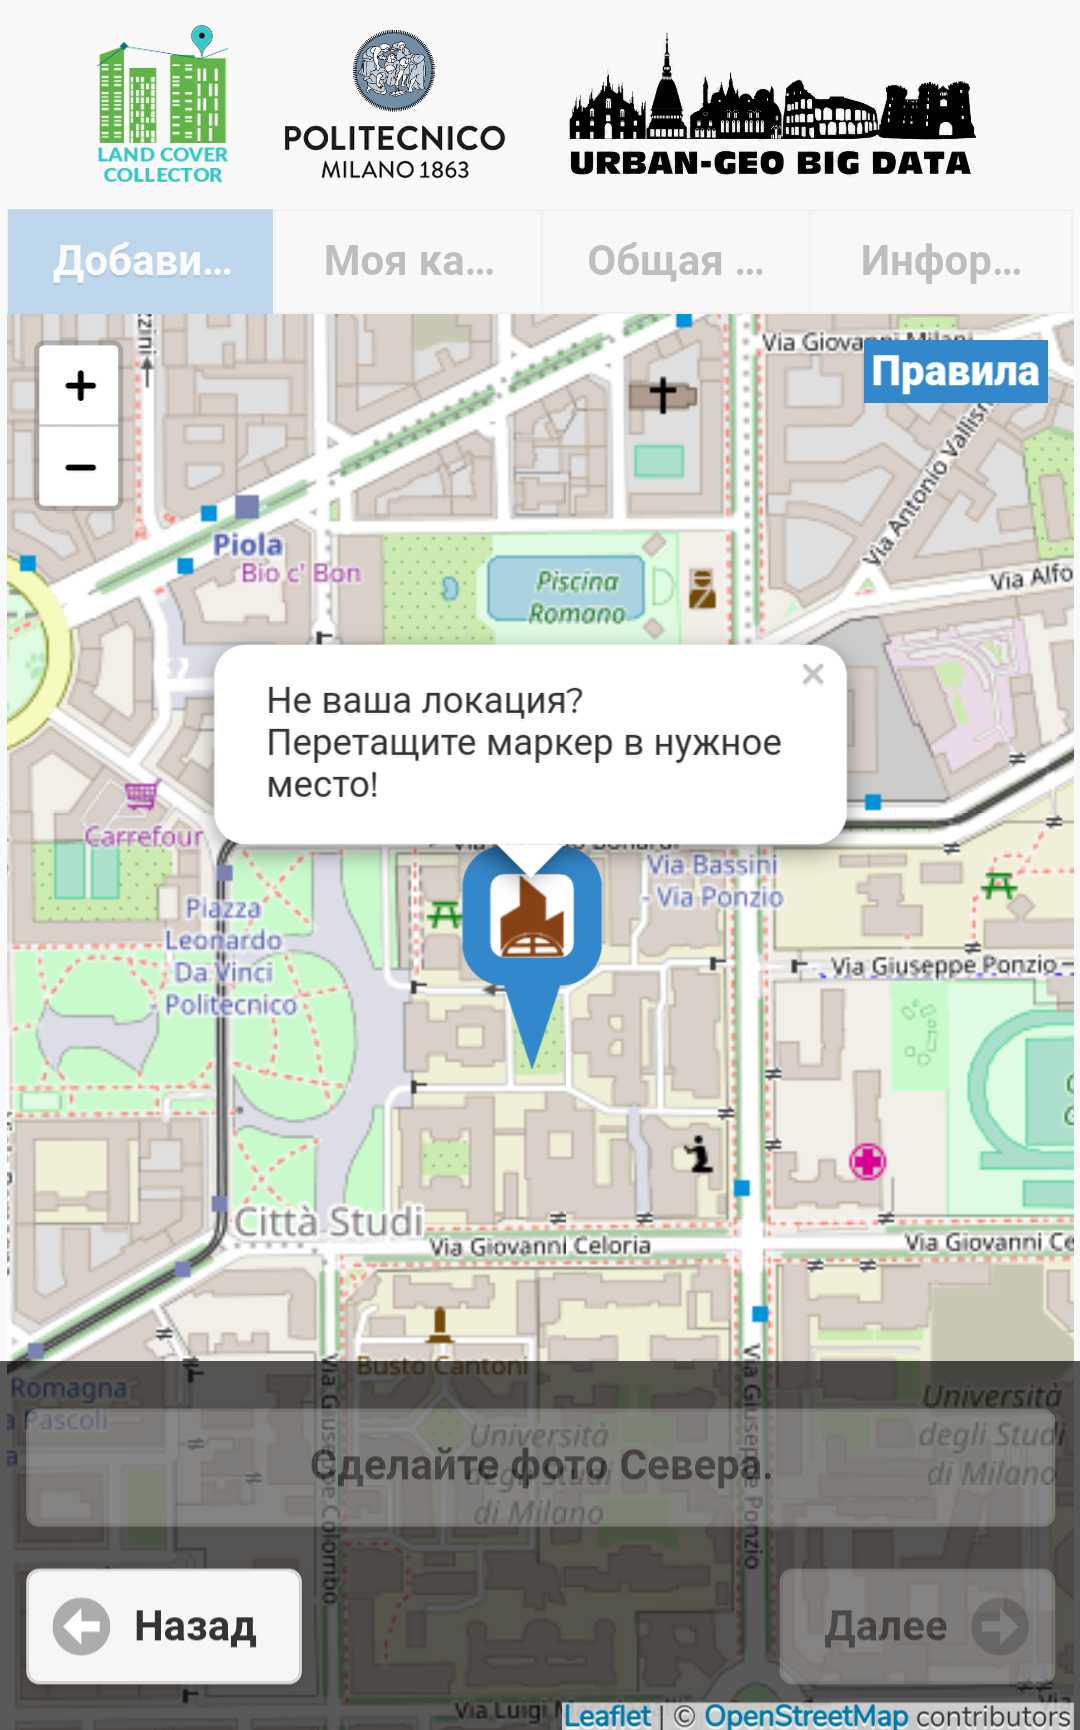 LAND COVER
COLLECTOR
POLITECNICO
MILANO 1863
URBAN-GEO BIG DATA
Добави...
Моя ка...
Общая ...
Инфор...
+
−
Правила
Via Antonio Vallisn
Piola
Bio c' Bon
Piscina
Romano
Via Alfo
×
Не ваша локация?
Перетащите маркер в нужное
место!
Carrefour
Via Bassini
- Via Ponzio
Piazza
Leonardo
Da Vinci
- Politecnico
Via Giuseppe Ponzio
Città Studi
Via Giovanni Celoria
Via Giovanni Ce
Busto Cantoni
Romagna
a Pascoli
Università
degli Studi
di Milano
Università
degli Studi
di Milano
Сделайте фото Севера.
Via Giuseppe Colombo
Via Giuseppe Ponzio
Назад
Далее
Via Luigi M
Leaflet | © OpenStreetMap contributors